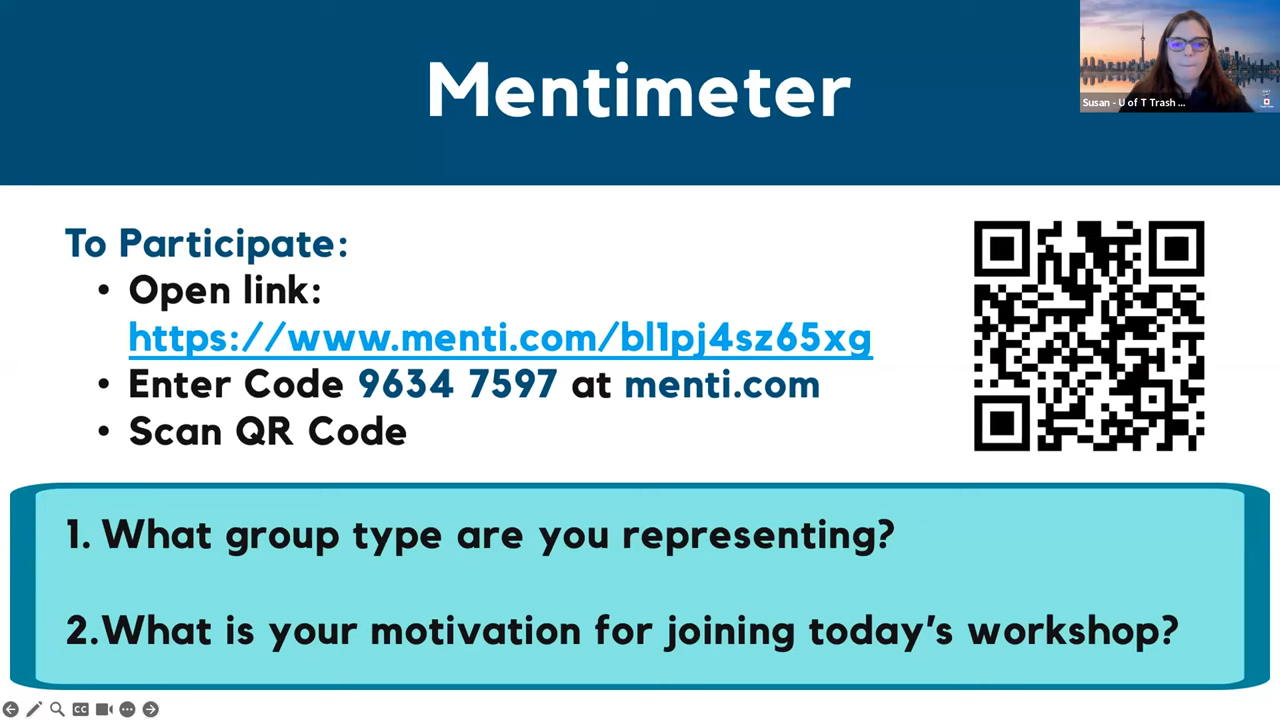 Mentimeter
Susan - U of T Trash ...
To Participate:
• Open link:
https://www.menti.com/bl1pj4sz65xg
• Enter Code 9634 7597 at menti.com
• Scan QR Code
1. What group type are you representing?
2.What is your motivation for joining today's workshop?
CC